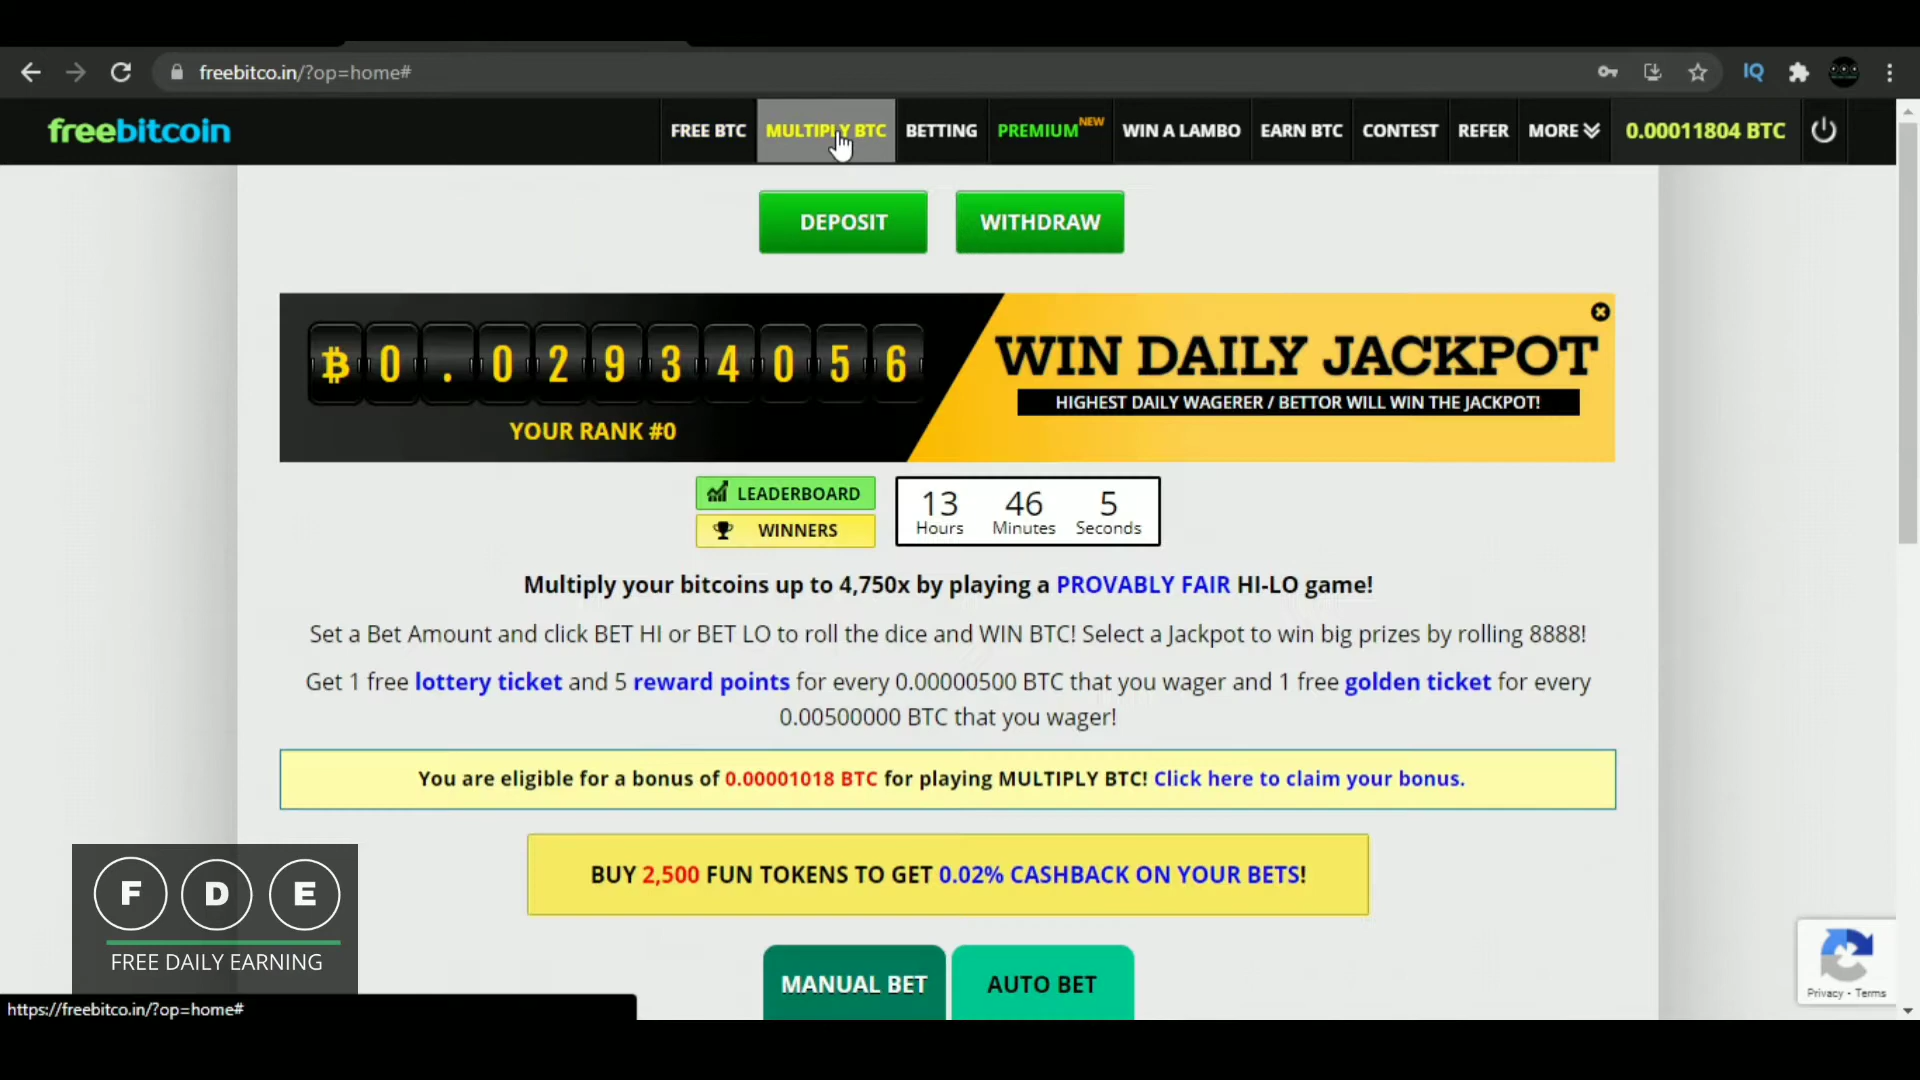 freebitco.in/?op=home#
IQ
freebitcoin
FREE BTC
MULTIPLY BTC
BETTING
PREMIUM NEW
WIN A LAMBO
EARN BTC
CONTEST
REFER
MORE
0.00011804 BTC
DEPOSIT
WITHDRAW
₿0.02934056
YOUR RANK #0
WIN DAILY JACKPOT
HIGHEST DAILY WAGERER / BETTOR WILL WIN THE JACKPOT!
LEADERBOARD
WINNERS
13 46 5
Hours Minutes Seconds
Multiply your bitcoins up to 4,750x by playing a PROVABLY FAIR HI-LO game!
Set a Bet Amount and click BET HI or BET LO to roll the dice and WIN BTC! Select a Jackpot to win big prizes by rolling 8888!
Get 1 free lottery ticket and 5 reward points for every 0.00000500 BTC that you wager and 1 free golden ticket for every
0.00500000 BTC that you wager!
You are eligible for a bonus of 0.00001018 BTC for playing MULTIPLY BTC! Click here to claim your bonus.
BUY 2,500 FUN TOKENS TO GET 0.02% CASHBACK ON YOUR BETS!
F D E
FREE DAILY EARNING
MANUAL BET
AUTO BET
Privacy - Terms
https://freebitco.in/?op=home#